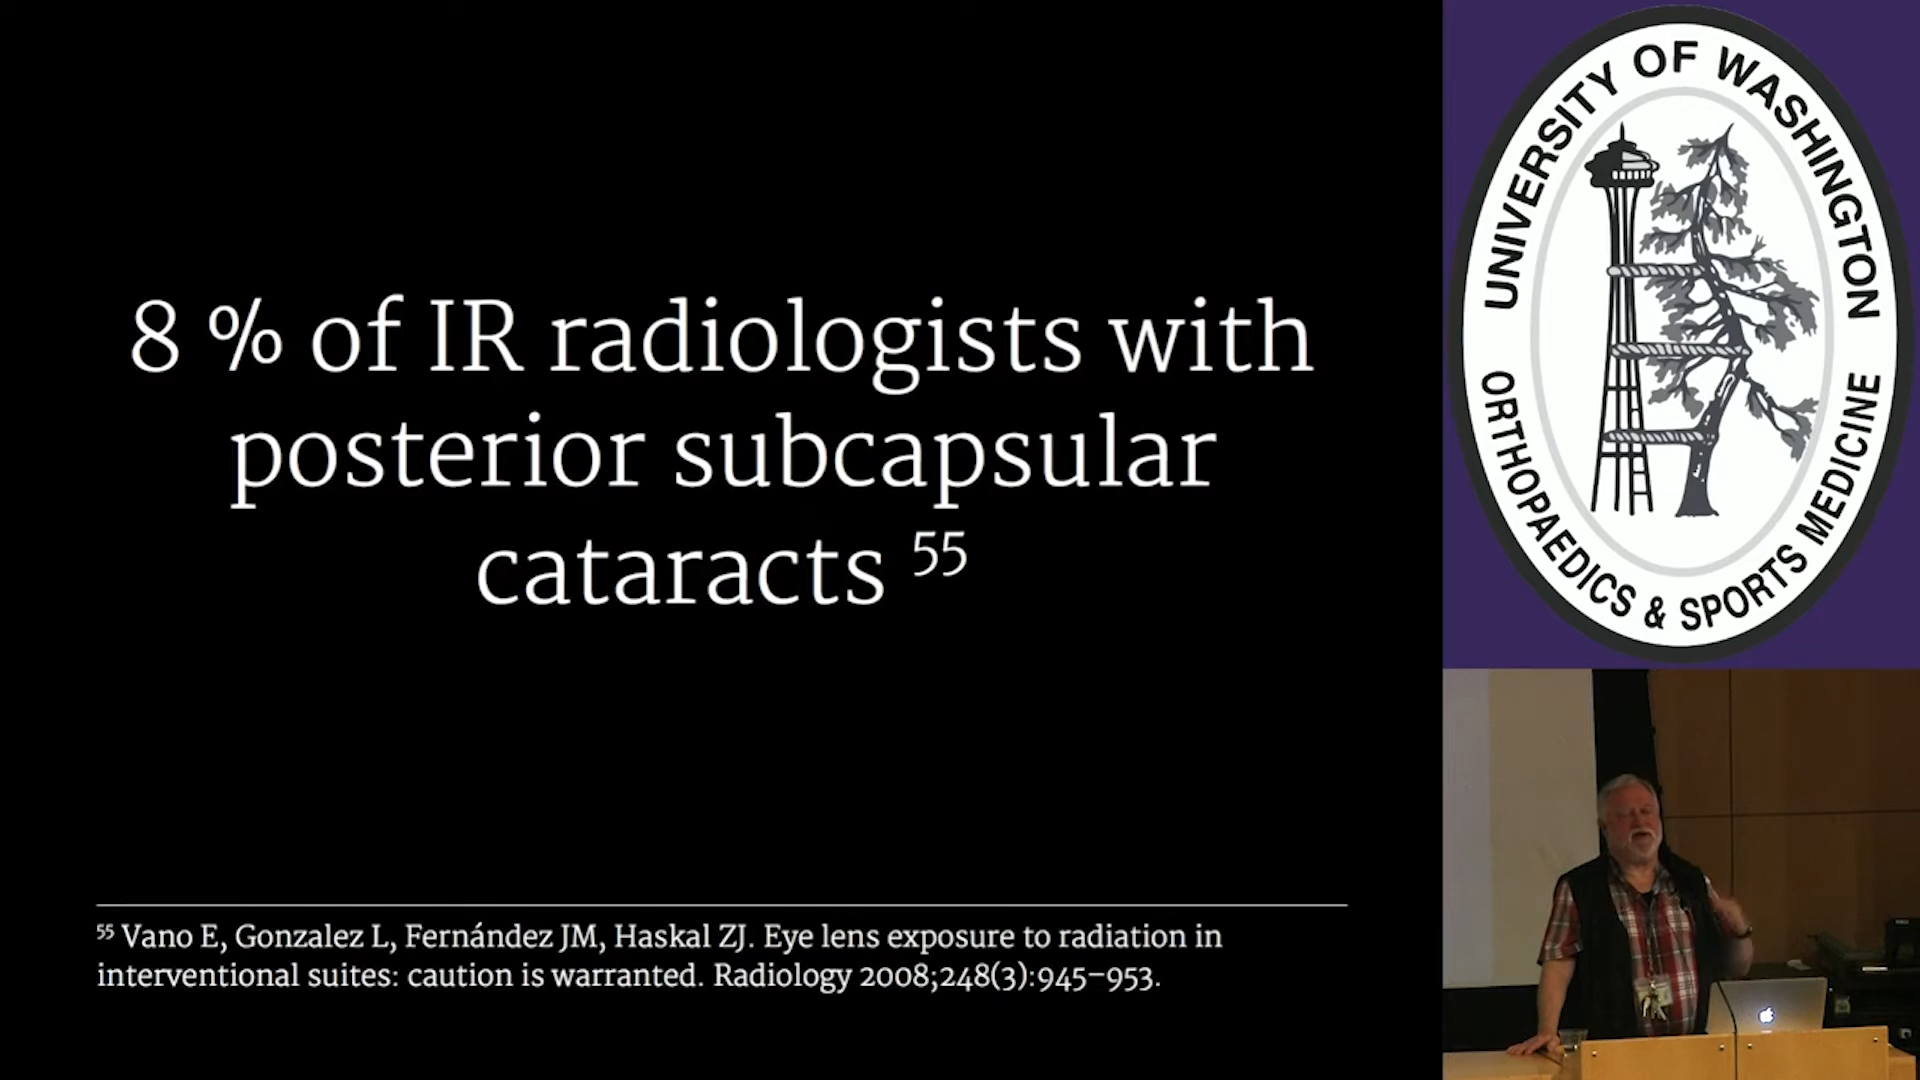 8 % of IR radiologists with
posterior subcapsular
cataracts 55
55 Vano E, Gonzalez L, Fernández JM, Haskal ZJ. Eye lens exposure to radiation in
interventional suites: caution is warranted. Radiology 2008;248(3):945–953.
UNIVERSITY OF WASHINGTON
ORTHOPAEDICS & SPORTS MEDICINE